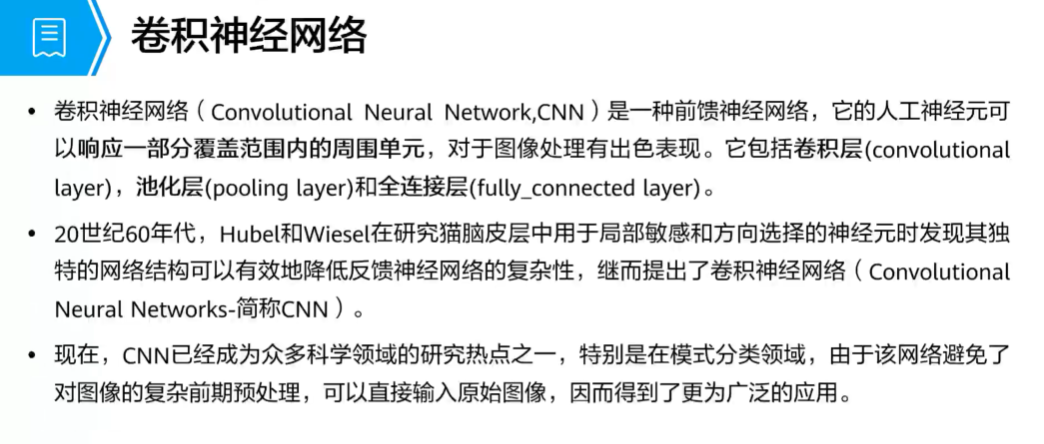 卷积神经网络
• 卷积神经网络（Convolutional Neural Network,CNN）是一种前馈神经网络，它的人工神经元可
以响应一部分覆盖范围内的周围单元，对于图像处理有出色表现。它包括卷积层(convolutional
layer)，池化层(pooling layer)和全连接层(fully_connected layer)。
• 20世纪60年代，Hubel和Wiesel在研究猫脑皮层中用于局部敏感和方向选择的神经元时发现其独
特的网络结构可以有效地降低反馈神经网络的复杂性，继而提出了卷积神经网络（Convolutional
Neural Networks-简称CNN）。
• 现在，CNN已经成为众多科学领域的研究热点之一，特别是在模式分类领域，由于该网络避免了
对图像的复杂前期预处理，可以直接输入原始图像，因而得到了更为广泛的应用。